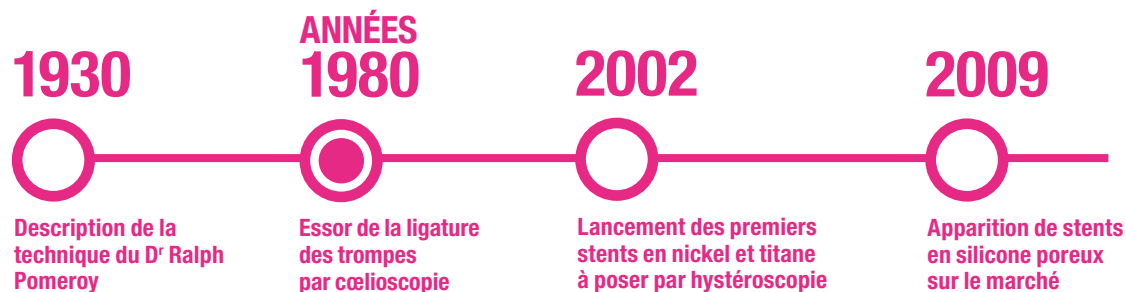 1930
Description de la
technique du Dr Ralph
Pomeroy
ANNÉES
1980
Essor de la ligature
des trompes
par cœlioscopie
2002
Lancement des premiers
stents en nickel et titane
à poser par hystéroscopie
2009
Apparition de stents
en silicone poreux
sur le marché